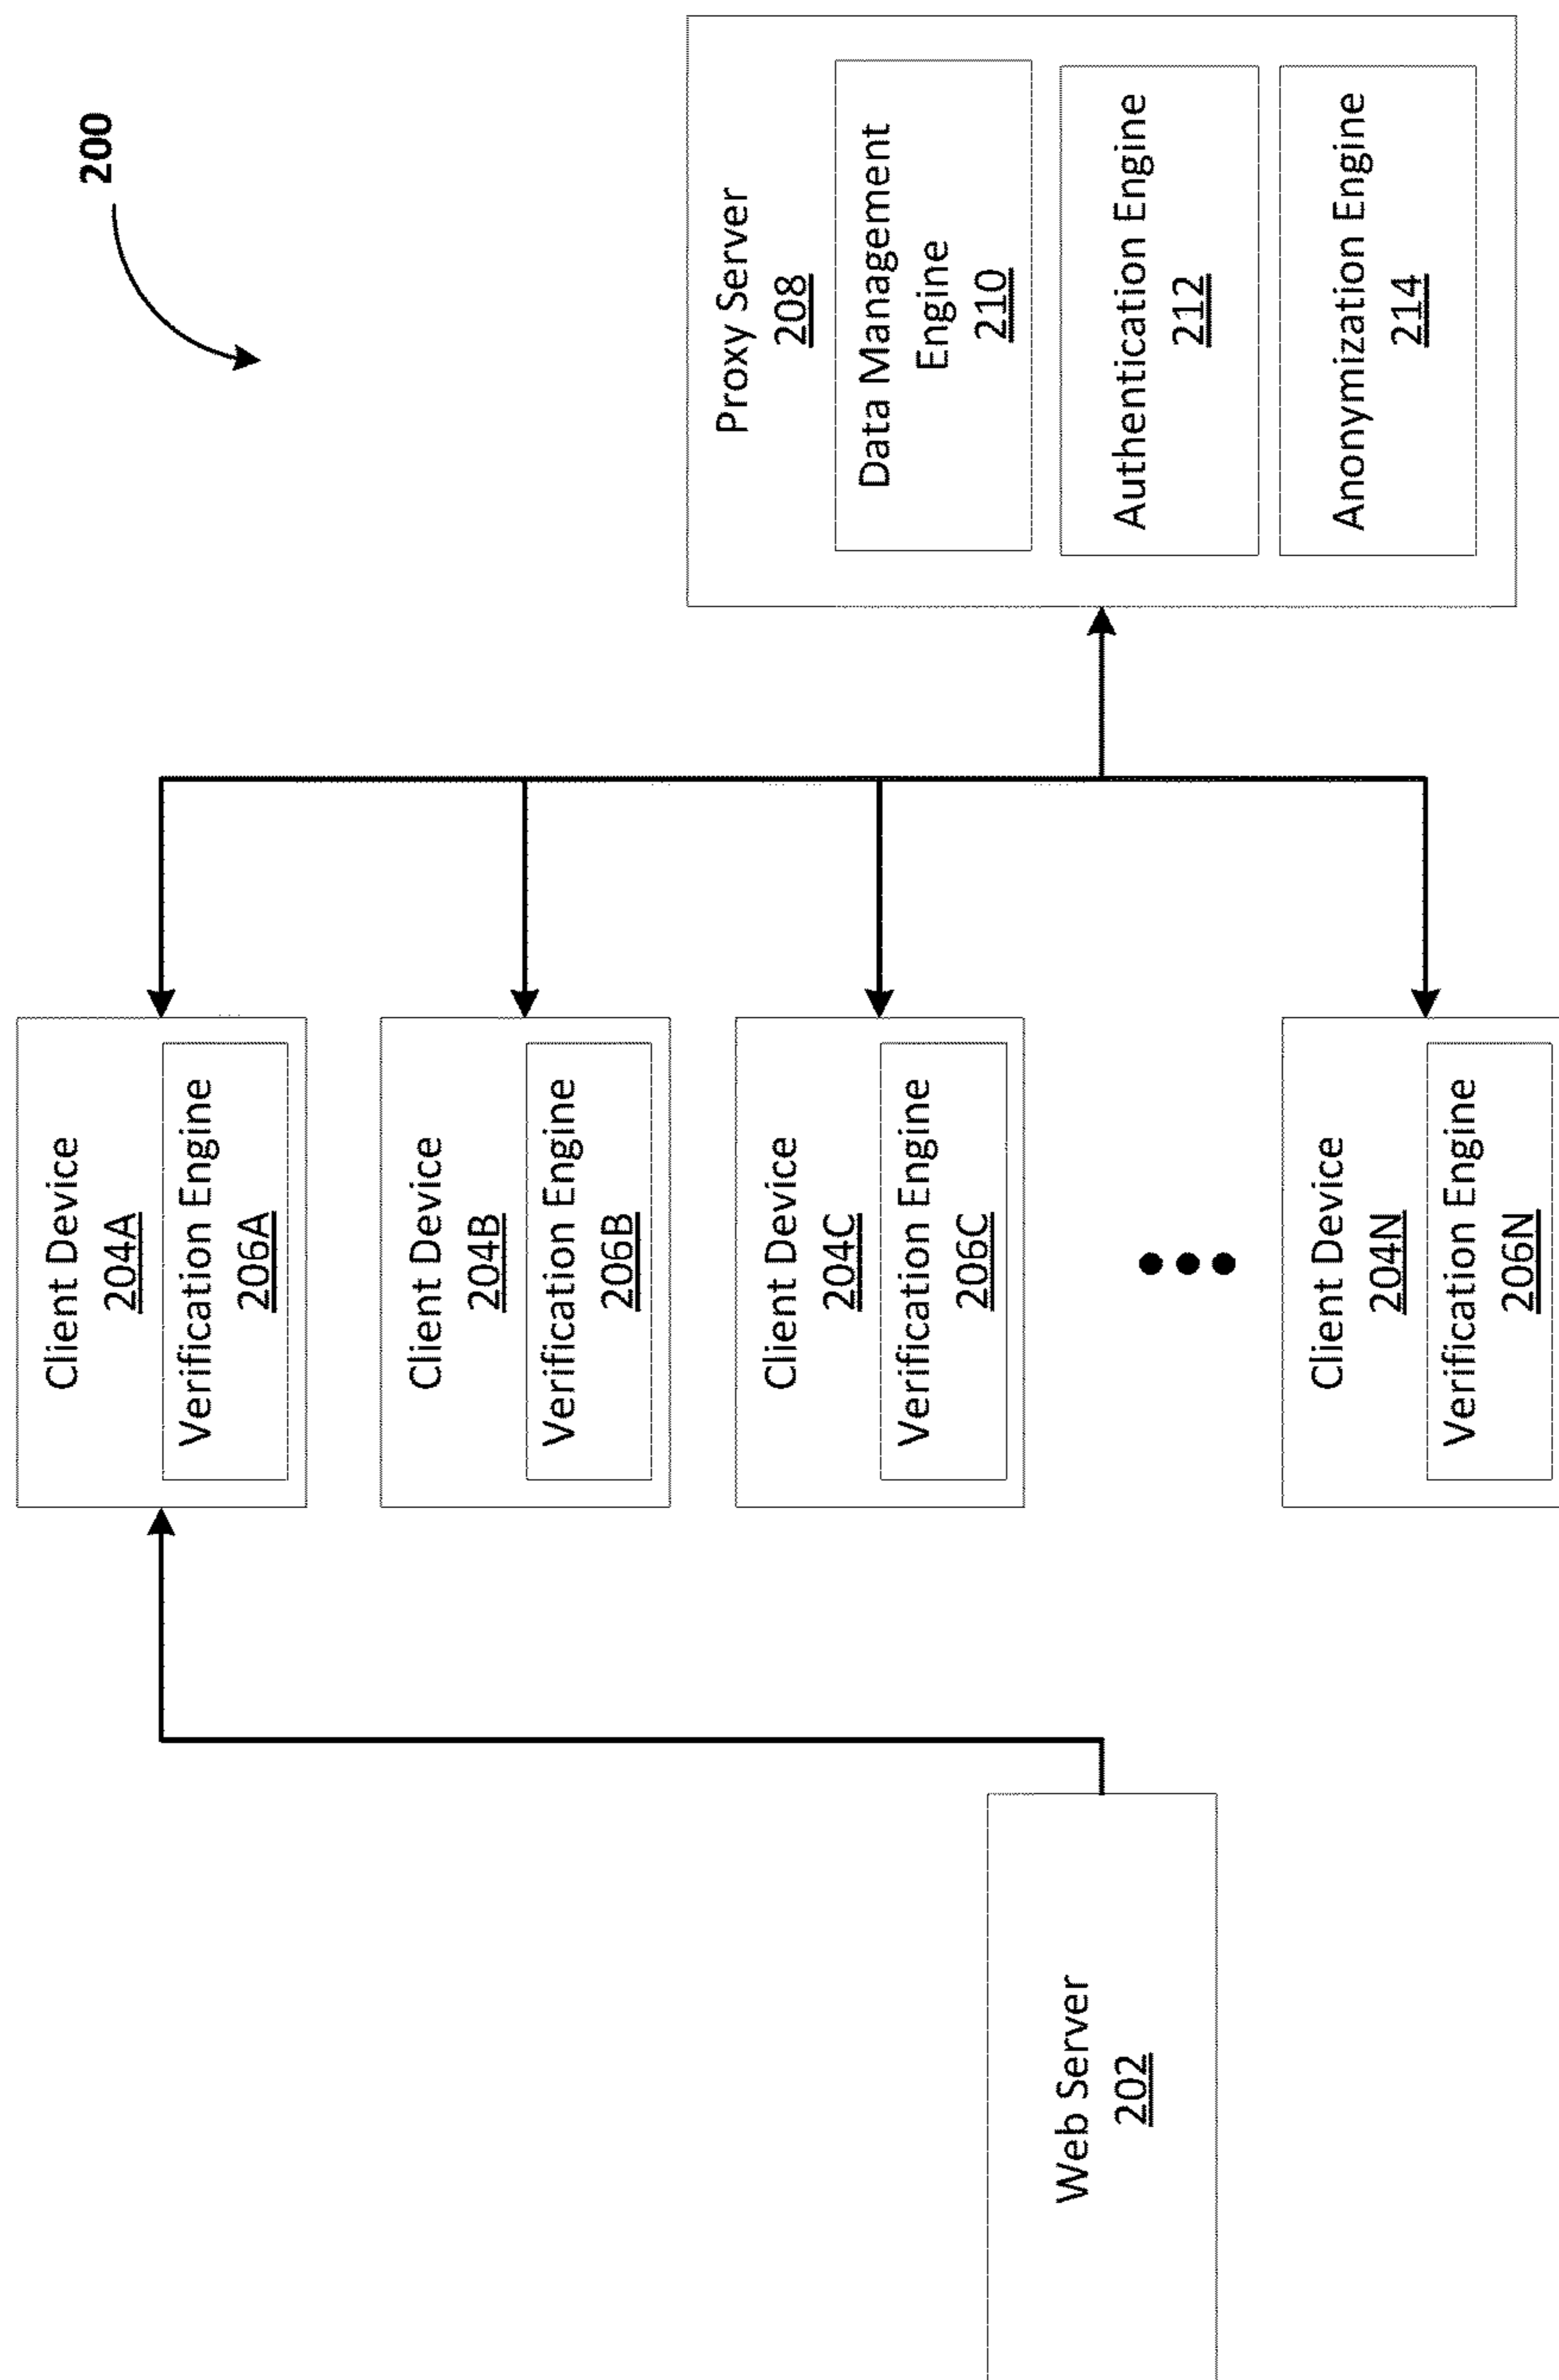 200
Web Server
202
Client Device
204A
Verification Engine
206A
Client Device
204B
Verification Engine
206B
Client Device
204C
Verification Engine
206C
Client Device
204N
Verification Engine
206N
Proxy Server
208
Data Management
Engine
210
Authentication Engine
212
Anonymization Engine
214